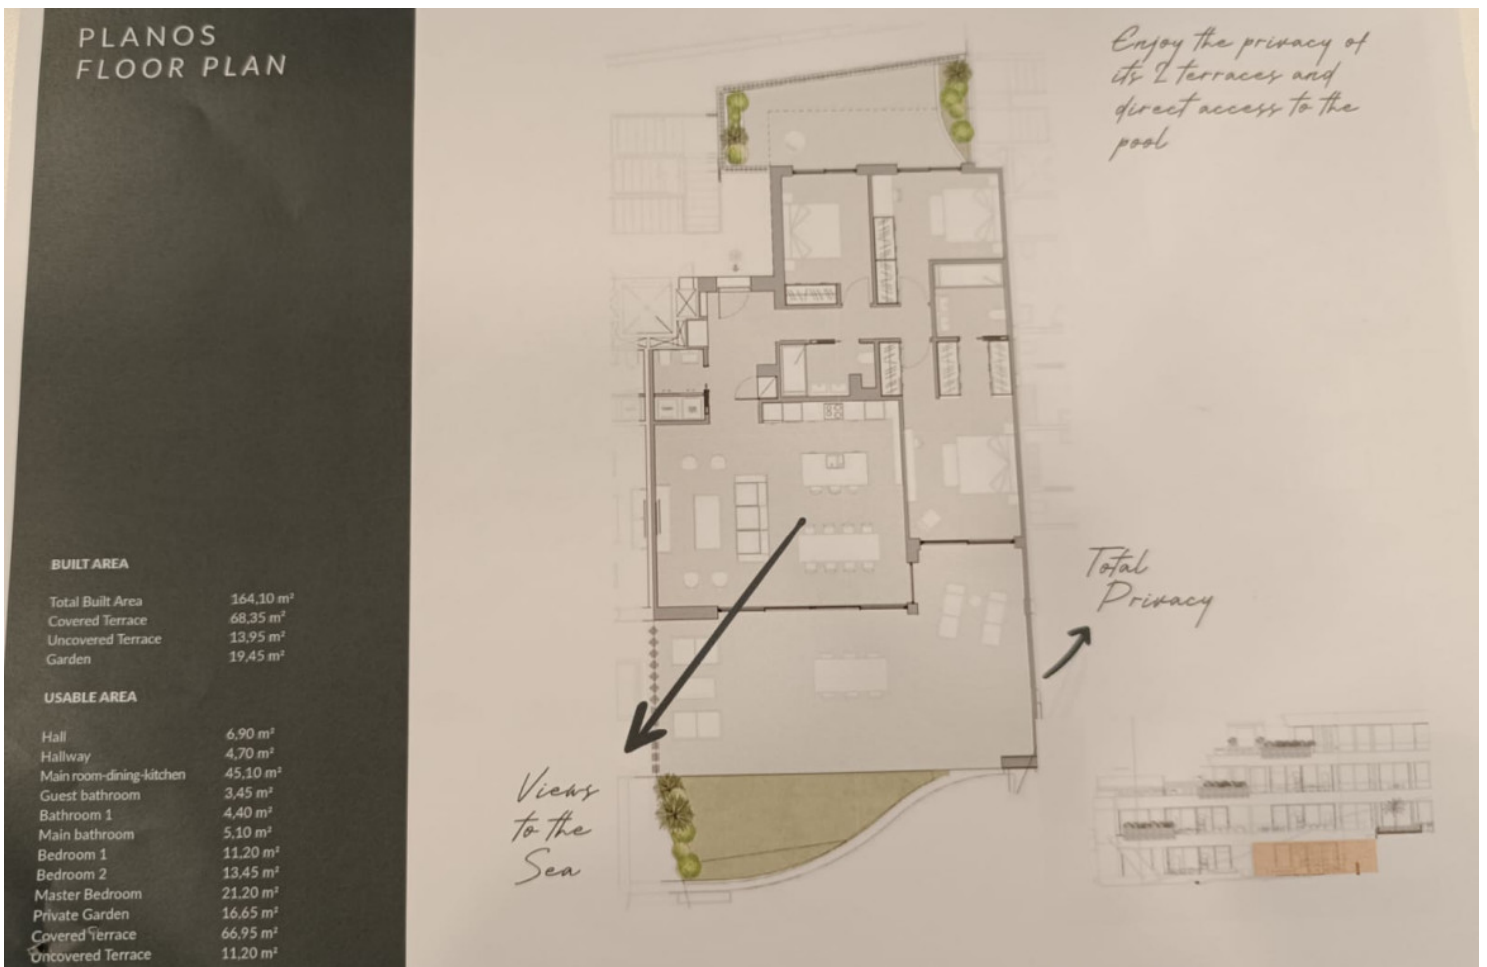 PLANOS
FLOOR PLAN
Enjoy the privacy of
its 2 terraces and
direct access to the
pool
BUILT AREA
Total Built Area 164,10 m²
Covered Terrace 68,35 m²
Uncovered Terrace 13,95 m²
Garden 19,45 m²
USABLE AREA
Hall 6,90 m²
Hallway 4,70 m²
Main room-dining-kitchen 45,10 m²
Guest bathroom 3,45 m²
Bathroom 1 4,40 m²
Main bathroom 5,10 m²
Bedroom 1 11,20 m²
Bedroom 2 13,45 m²
Master Bedroom 21,20 m²
Private Garden 16,65 m²
Covered Terrace 66,95 m²
Uncovered Terrace 11,20 m²
Total
Privacy
Views
to the
Sea